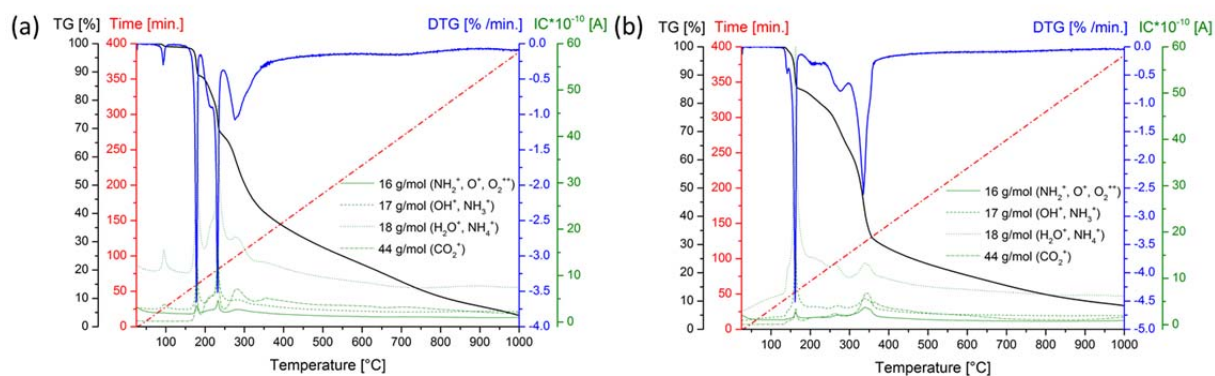 (a)
TG [%] Time [min.] DTG [% /min.] IC*10⁻¹⁰ [A]
100 400 0.0 60
90 350 -0.5 50
80 300 -1.0 40
70 250 -1.5 30
60 200 -2.0 20
50 150 -2.5 10
40 100 -3.0 0
30 50 -3.5
20 0 -4.0
10
0
16 g/mol (NH₂⁺, O⁺, O₂⁺⁺)
17 g/mol (OH⁺, NH₃⁺)
18 g/mol (H₂O⁺, NH₄⁺)
44 g/mol (CO₂⁺)
100 200 300 400 500 600 700 800 900 1000
Temperature [°C]
(b)
TG [%] Time [min.] DTG [% /min.] IC*10⁻¹⁰ [A]
100 400 0.0 60
90 350 -0.5 50
80 300 -1.0 40
70 250 -1.5 30
60 200 -2.0 20
50 150 -2.5 10
40 100 -3.0 0
30 50 -3.5
20 0 -4.0
10 -4.5
0 -5.0
16 g/mol (NH₂⁺, O⁺, O₂⁺⁺)
17 g/mol (OH⁺, NH₃⁺)
18 g/mol (H₂O⁺, NH₄⁺)
44 g/mol (CO₂⁺)
100 200 300 400 500 600 700 800 900 1000
Temperature [°C]